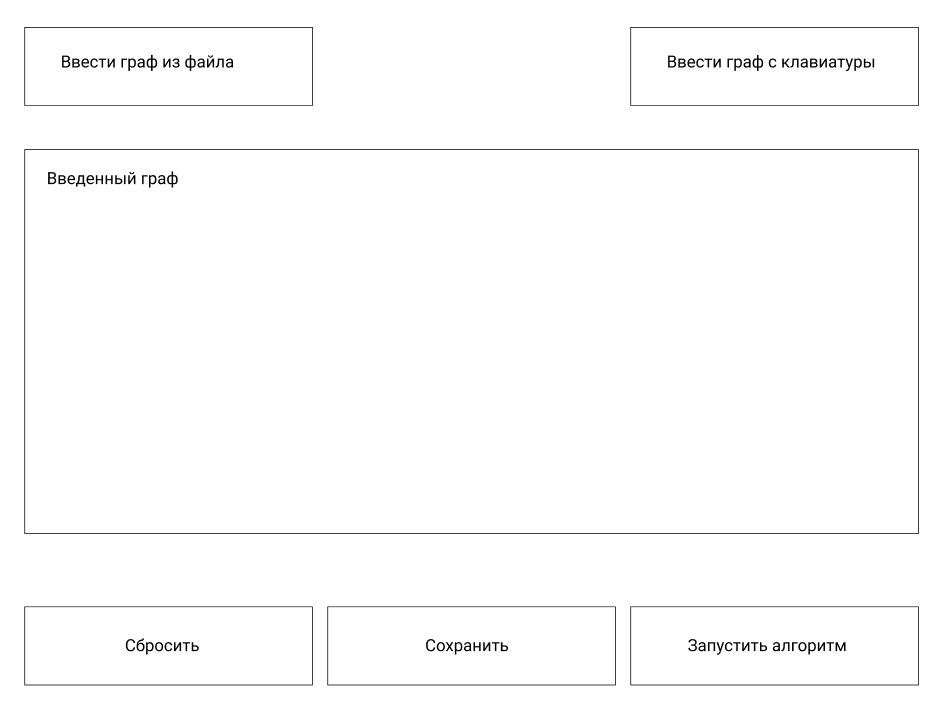 Ввести граф из файла
Ввести граф с клавиатуры
Введенный граф
Сбросить
Сохранить
Запустить алгоритм